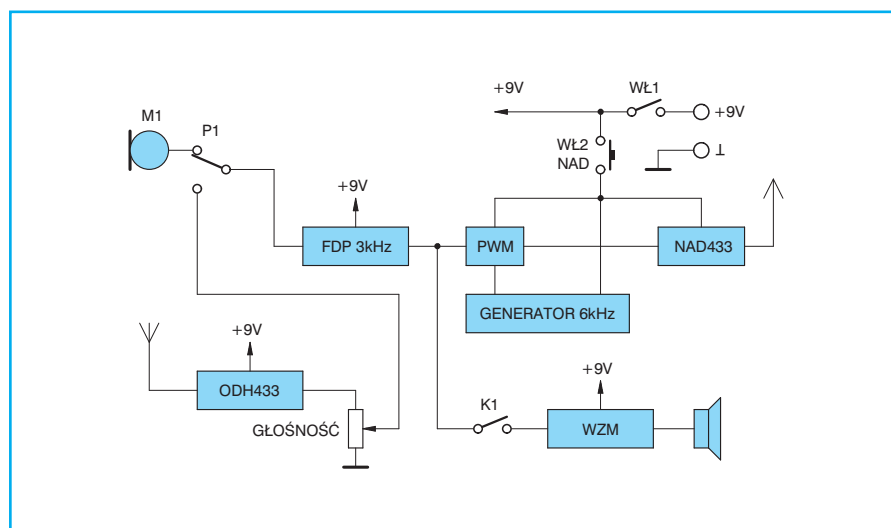 +9V
WŁ1
+9V
M1
P1
WŁ2
NAD
⊥
+9V
FDP 3kHz
PWM
NAD433
GENERATOR 6kHz
+9V
ODH433
+9V
K1
GŁOŚNOŚĆ
WZM